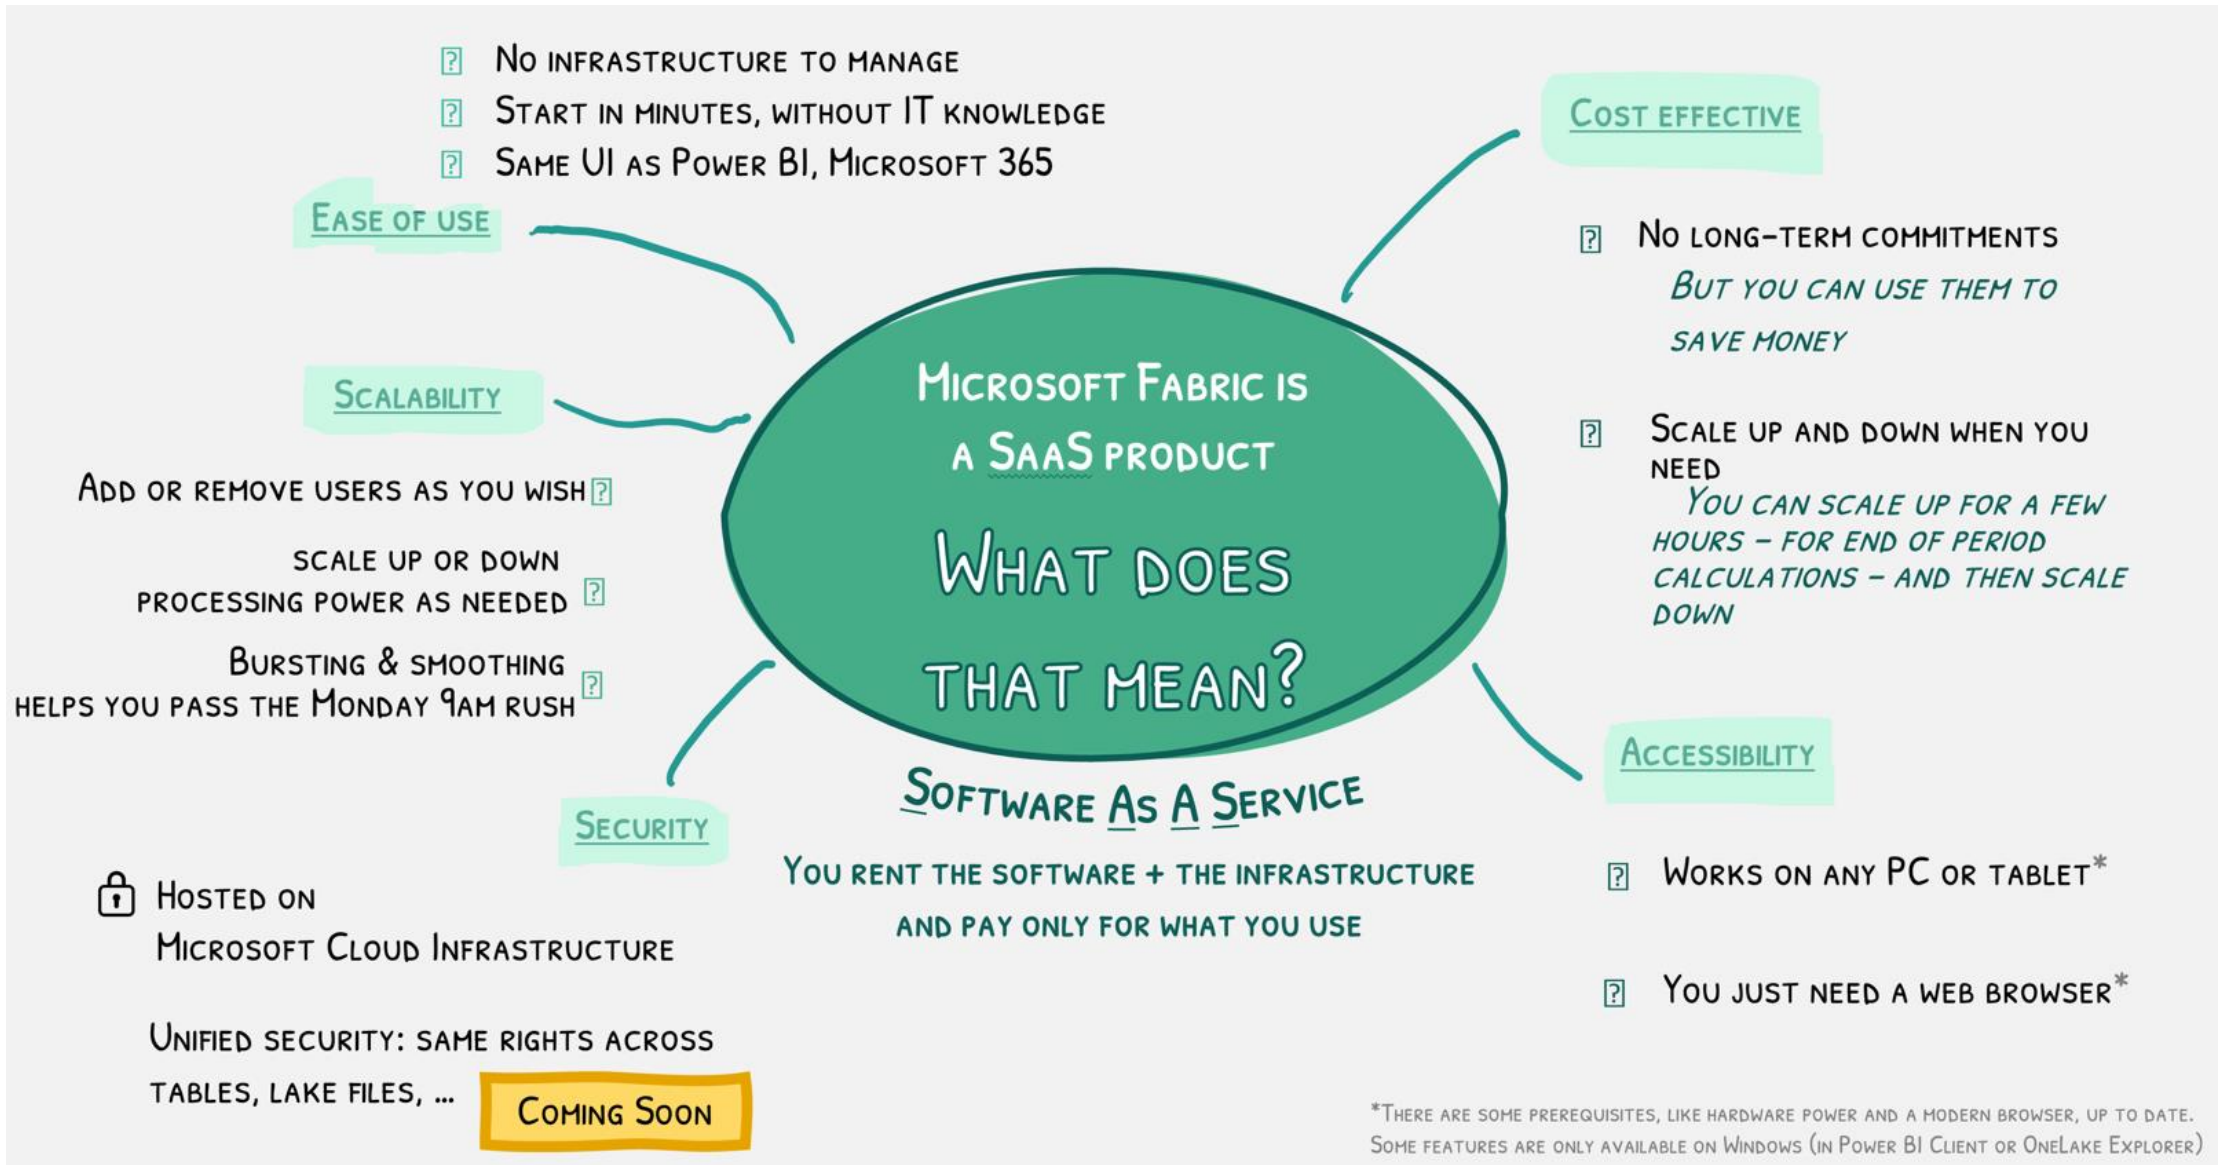 No infrastructure to manage
Start in minutes, without IT knowledge
Same UI as Power BI, Microsoft 365
Ease of use
Scalability
Add or remove users as you wish
scale up or down
processing power as needed
Bursting & smoothing
helps you pass the Monday 9am rush
Security
Hosted on
Microsoft Cloud Infrastructure
Unified security: same rights across
tables, lake files, ...
Coming Soon
Microsoft Fabric is
a SaaS product
What does
that mean?
Software As A Service
You rent the software + the infrastructure
and pay only for what you use
Cost effective
No long-term commitments
But you can use them to
save money
Scale up and down when you
need
You can scale up for a few
hours – for end of period
calculations – and then scale
down
Accessibility
Works on any PC or tablet*
You just need a web browser*
*There are some prerequisites, like hardware power and a modern browser, up to date.
Some features are only available on Windows (in Power BI Client or OneLake Explorer)